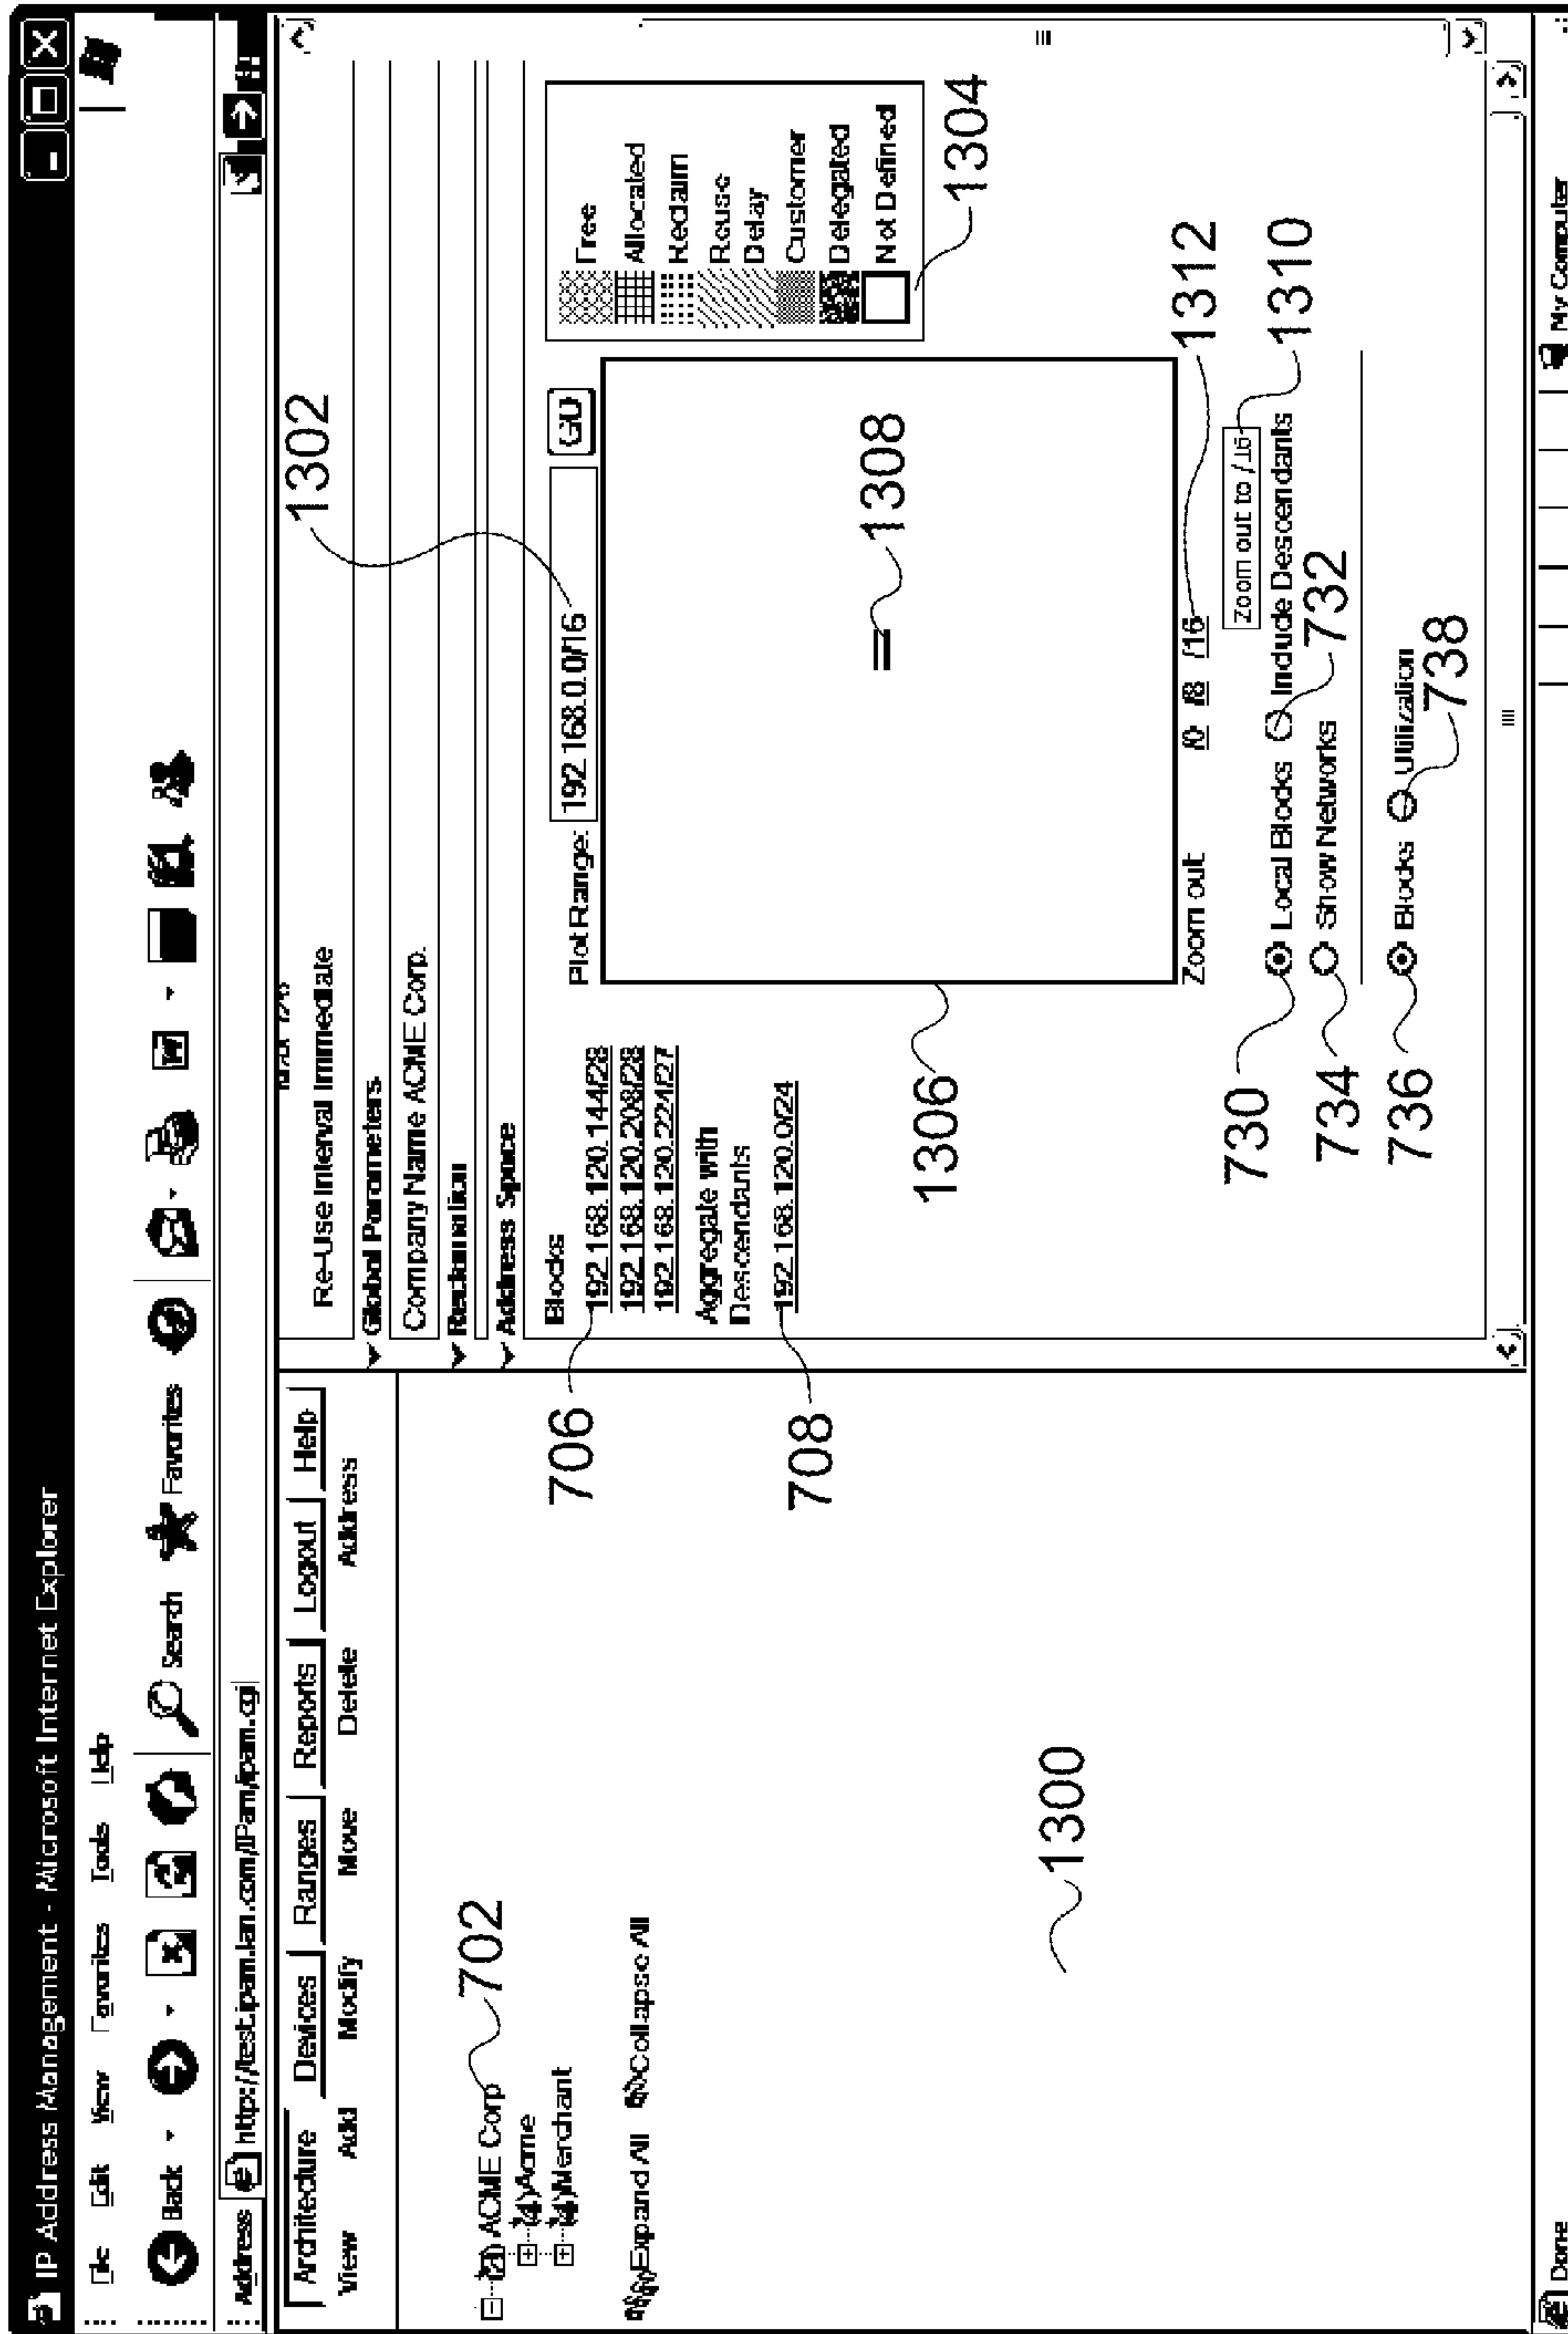 IP Address Management - Microsoft Internet Explorer
File Edit View Favorites Tools Help
Back Search Favorites
Address http://test.ipam.lan.com/IPam/ipam.cgi
Architecture Devices Ranges Reports Logout Help
View Add Modify Move Delete Address
ACME Corp 702
Acme
Merchant
Expand All Collapse All
1300
Re-Use Interval Immediate
1302
Global Parameters
Company Name ACME Corp.
Reclamation
Address Space
Blocks
706
192.168.120.144/28
192.168.120.208/28
192.168.120.224/27
Aggregate with
Descendants
708
192.168.120.0/24
Plot Range: 192.168.0.0/16 GO
1306
1308
Free
Allocated
Reclaim
Reuse
Delay
Customer
Delegated
Not Defined
1304
Zoom out /0 /8 /16
1312
zoom out to /16
1310
730 Local Blocks Include Descendants 732
734 Show Networks
736 Blocks Utilization 738
Done My Computer